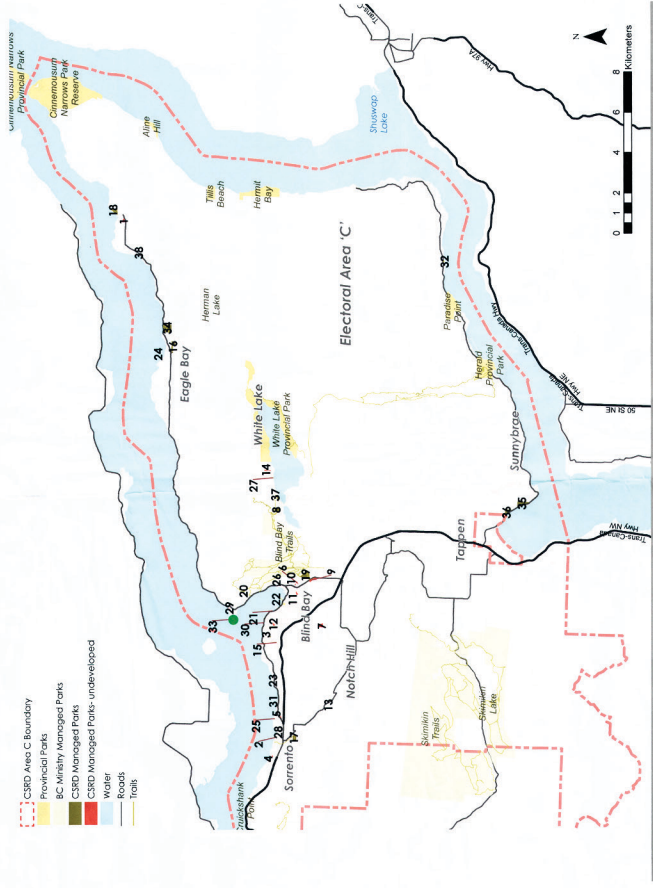 CSRD Area C Boundary
Provincial Parks
BC Ministry Managed Parks
CSRD Managed Parks
CSRD Managed Parks- undeveloped
Water
Roads
Trails
Cinnemousun Narrows
Provincial Park
Cinnemousun
Narrows Park
Reserve
Aline
Hill
Tillis
Beach
Hermit
Bay
Shuswap
Lake
Trans-C
Hwy 97A
N
0
1
2
4
6
8
Kilometers
18
1
38
34
16
24
Eagle Bay
Herman
Lake
Electoral Area 'C'
32
Paradise
Point
Herald
Provincial
Park
Trans-Canada Hwy
Trans-Canada
Hwy NE
50 St NE
White Lake
White Lake
Provincial Park
27
14
37
8
Blind Bay
Trails
6
26
10
19
9
11
22
20
29
33
30
21
3
12
15
Blind Bay
7
Notch Hill
13
23
31
5
25
28
2
17
4
Sorrento
Cruickshank
Point
Sunnybrae
35
36
Tappen
Trans-Canada
Hwy NW
Skimikin
Trails
Skimikin
Lake